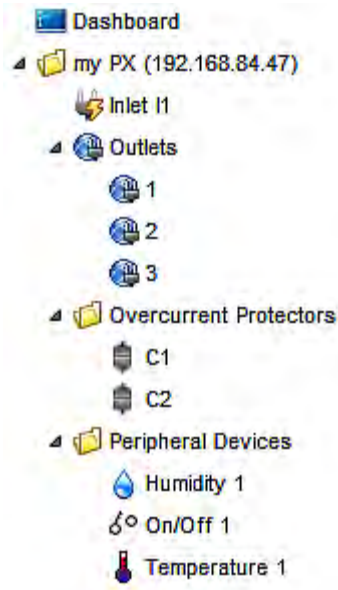 Dashboard
my PX (192.168.84.47)
Inlet I1
Outlets
1
2
3
Overcurrent Protectors
C1
C2
Peripheral Devices
Humidity 1
On/Off 1
Temperature 1